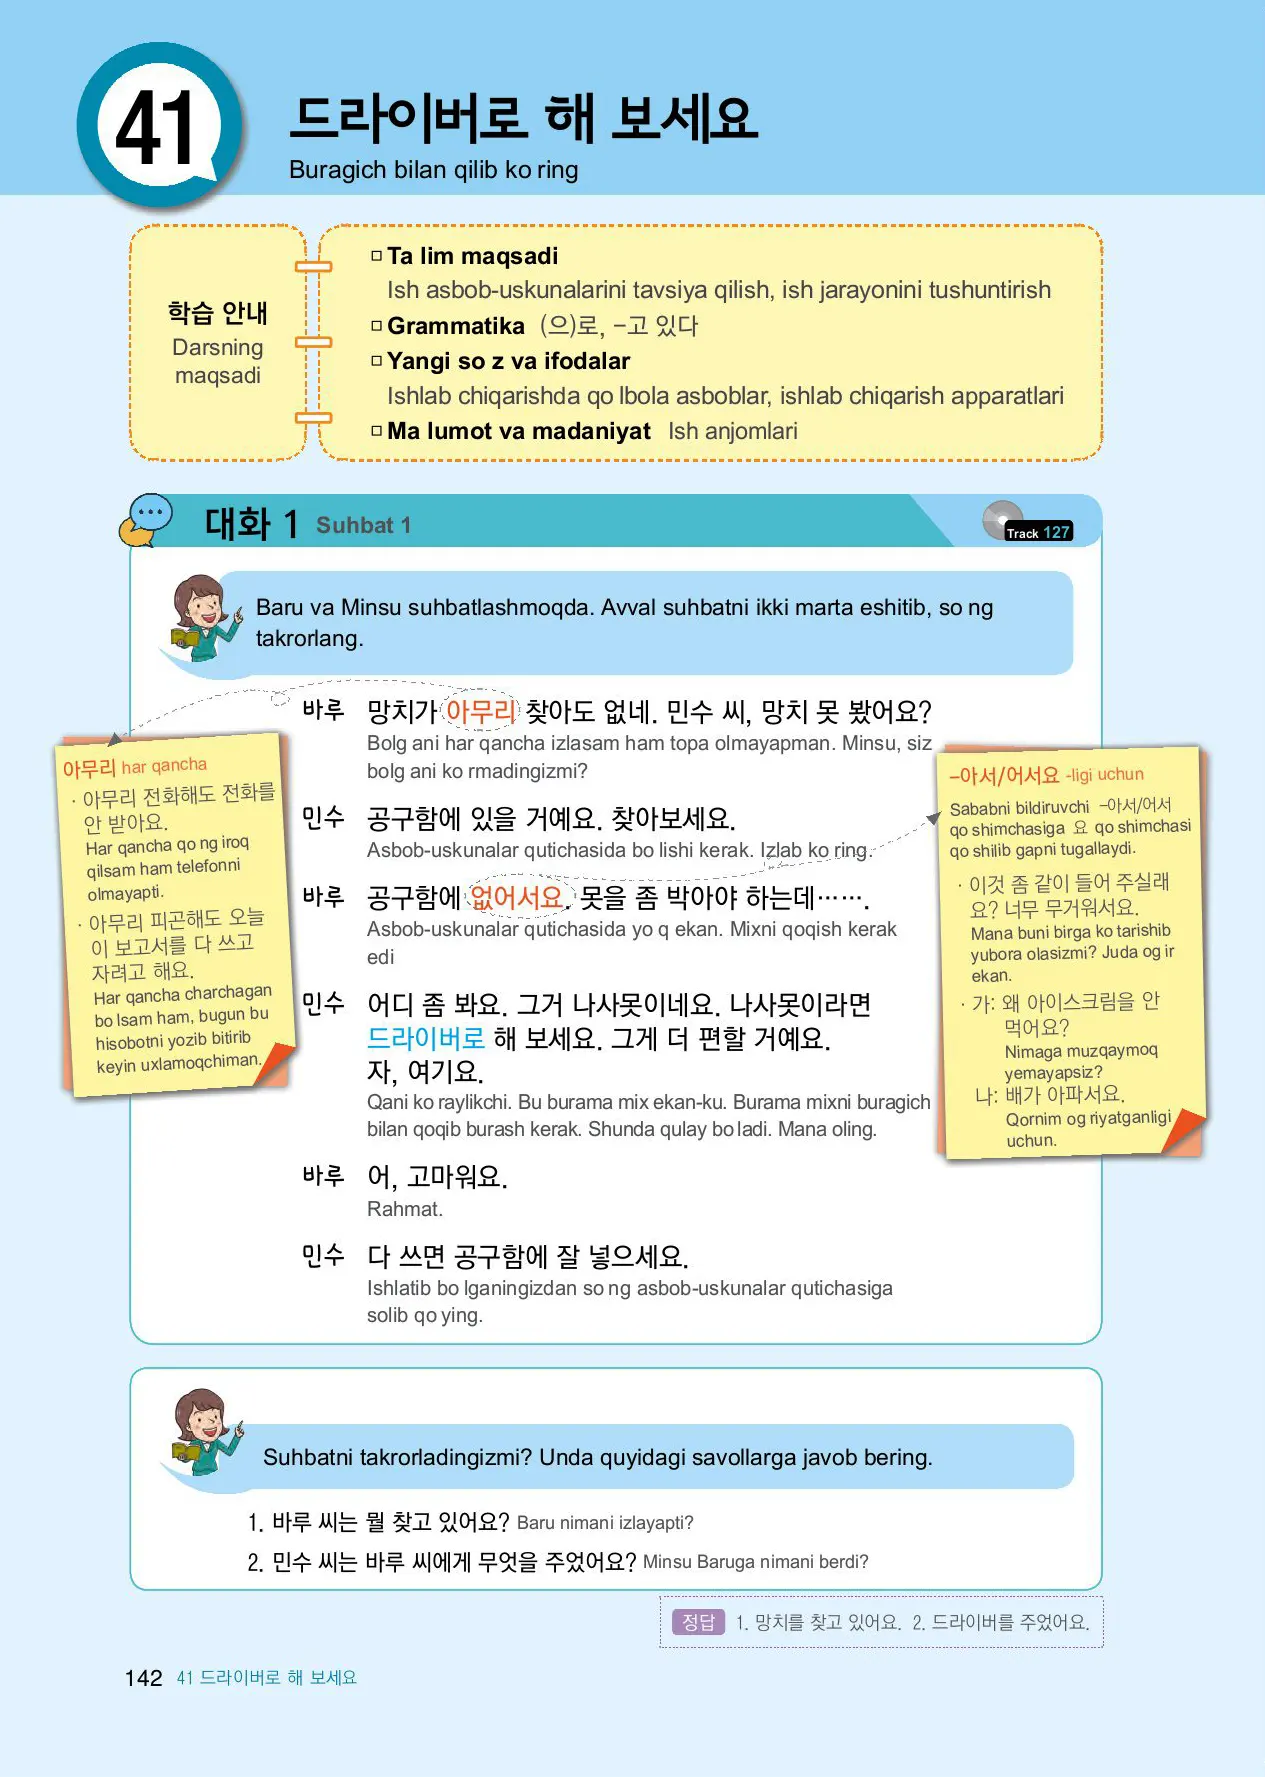 41
드라이버로 해 보세요
Buragich bilan qilib ko ring
학습 안내
Darsning
maqsadi
Ta lim maqsadi
Ish asbob-uskunalarini tavsiya qilish, ish jarayonini tushuntirish
Grammatika (으)로, -고 있다
Yangi so z va ifodalar
Ishlab chiqarishda qo lbola asboblar, ishlab chiqarish apparatlari
Ma lumot va madaniyat Ish anjomlari
대화 1 Suhbat 1
Track 127
Baru va Minsu suhbatlashmoqda. Avval suhbatni ikki marta eshitib, so ng
takrorlang.
바루 망치가 아무리 찾아도 없네. 민수 씨, 망치 못 봤어요?
Bolg ani har qancha izlasam ham topa olmayapman. Minsu, siz
bolg ani ko rmadingizmi?
민수 공구함에 있을 거예요. 찾아보세요.
Asbob-uskunalar qutichasida bo lishi kerak. Izlab ko ring.
바루 공구함에 없어서요. 못을 좀 박아야 하는데…….
Asbob-uskunalar qutichasida yo q ekan. Mixni qoqish kerak
edi
민수 어디 좀 봐요. 그거 나사못이네요. 나사못이라면
드라이버로 해 보세요. 그게 더 편할 거예요.
자, 여기요.
Qani ko raylikchi. Bu burama mix ekan-ku. Burama mixni buragich
bilan qoqib burash kerak. Shunda qulay bo ladi. Mana oling.
바루 어, 고마워요.
Rahmat.
민수 다 쓰면 공구함에 잘 넣으세요.
Ishlatib bo lganingizdan so ng asbob-uskunalar qutichasiga
solib qo ying.
아무리 har qancha
· 아무리 전화해도 전화를
안 받아요.
Har qancha qo ng iroq
qilsam ham telefonni
olmayapti.
· 아무리 피곤해도 오늘
이 보고서를 다 쓰고
자려고 해요.
Har qancha charchagan
bo lsam ham, bugun bu
hisobotni yozib bitirib
keyin uxlamoqchiman.
-아서/어서요 -ligi uchun
Sababni bildiruvchi -아서/어서
qo shimchasiga 요 qo shimchasi
qo shilib gapni tugallaydi.
· 이것 좀 같이 들어 주실래
요? 너무 무거워서요.
Mana buni birga ko tarishib
yubora olasizmi? Juda og ir
ekan.
· 가: 왜 아이스크림을 안
먹어요?
Nimaga muzqaymoq
yemayapsiz?
나: 배가 아파서요.
Qornim og riyatganligi
uchun.
Suhbatni takrorladingizmi? Unda quyidagi savollarga javob bering.
1. 바루 씨는 뭘 찾고 있어요? Baru nimani izlayapti?
2. 민수 씨는 바루 씨에게 무엇을 주었어요? Minsu Baruga nimani berdi?
정답 1. 망치를 찾고 있어요. 2. 드라이버를 주었어요.
142 41 드라이버로 해 보세요